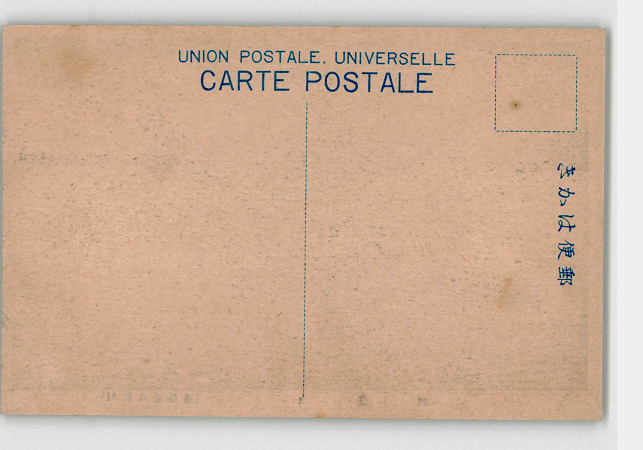 UNION POSTALE. UNIVERSELLE
CARTE POSTALE
きかは便郵